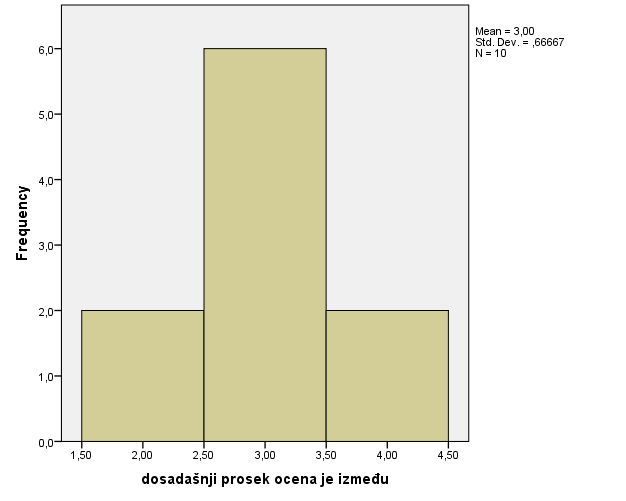 Mean = 3,00
Std. Dev. = ,66667
N = 10
6,0
5,0
4,0
3,0
2,0
1,0
0,0
Frequency
1,50 2,00 2,50 3,00 3,50 4,00 4,50
dosadašnji prosek ocena je između